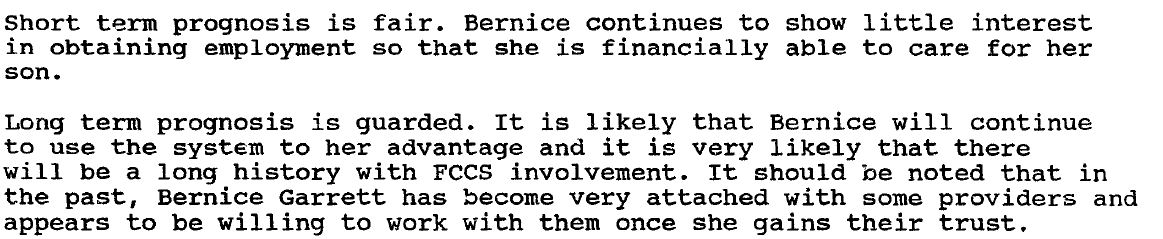 Short term prognosis is fair. Bernice continues to show little interest
in obtaining employment so that she is financially able to care for her
son.
Long term prognosis is guarded. It is likely that Bernice will continue
to use the system to her advantage and it is very likely that there
will be a long history with FCCS involvement. It should be noted that in
the past, Bernice Garrett has become very attached with some providers and
appears to be willing to work with them once she gains their trust.